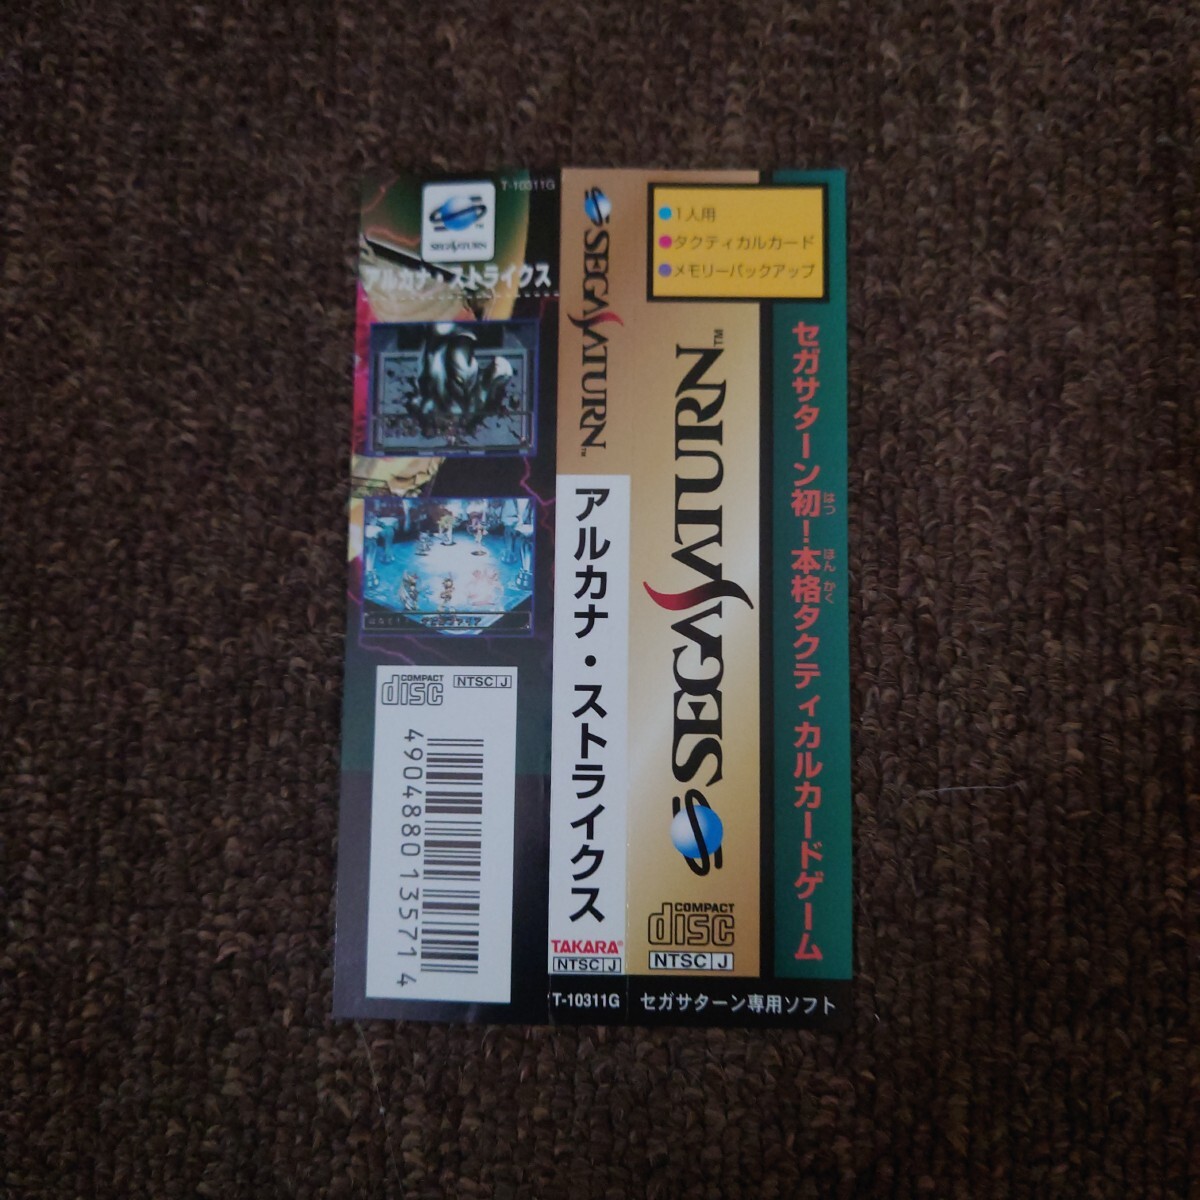 T-10311G
SEGA SATURN
アルカナ・ストライクス
COMPACT
disc
NTSC J
4904880135714
SEGA SATURN™
アルカナ・ストライクス
TAKARA®
NTSC J
T-10311G
●1人用
●タクティカルカード
●メモリーバックアップ
SEGA SATURN™
COMPACT
disc
NTSC J
セガサターン初！本格タクティカルカードゲーム
はつ
ほん かく
セガサターン専用ソフト